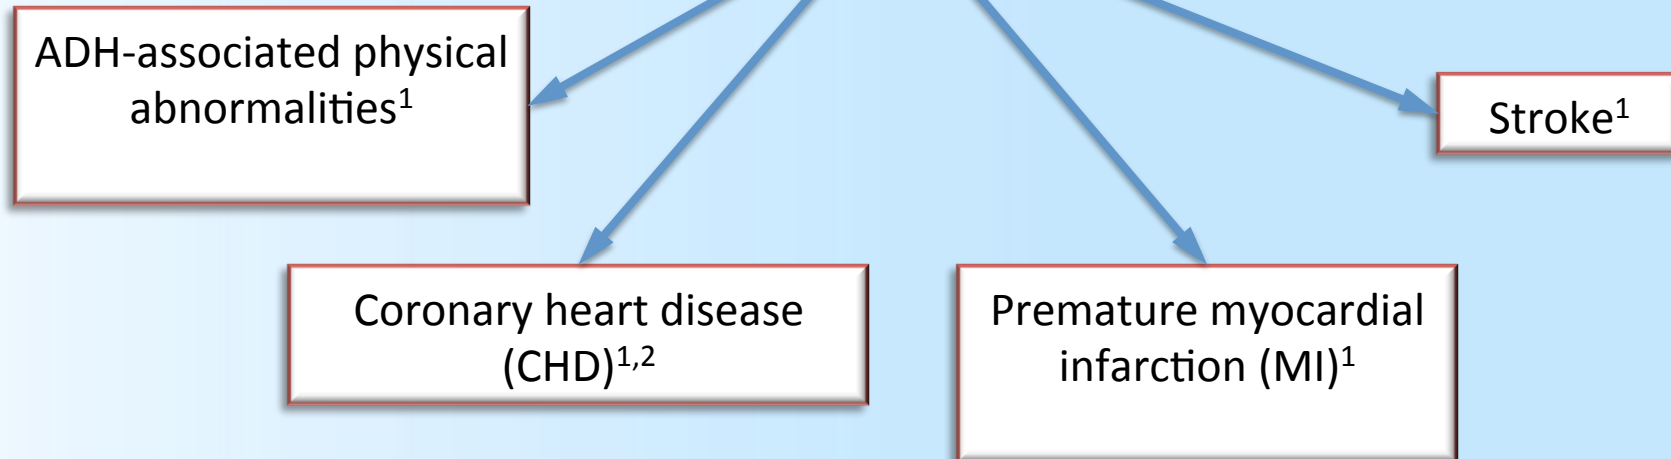 ADH-associated physical
abnormalities¹
Stroke¹
Coronary heart disease
(CHD)¹,²
Premature myocardial
infarction (MI)¹